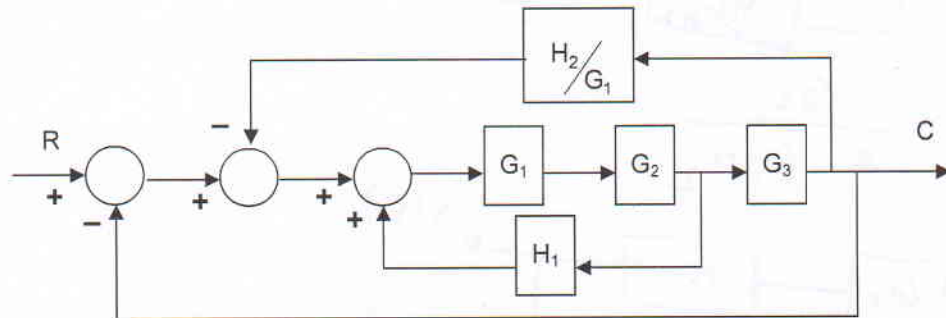 H₂/G₁
R
−
C
G₁
G₂
G₃
+
+
+
−
+
H₁